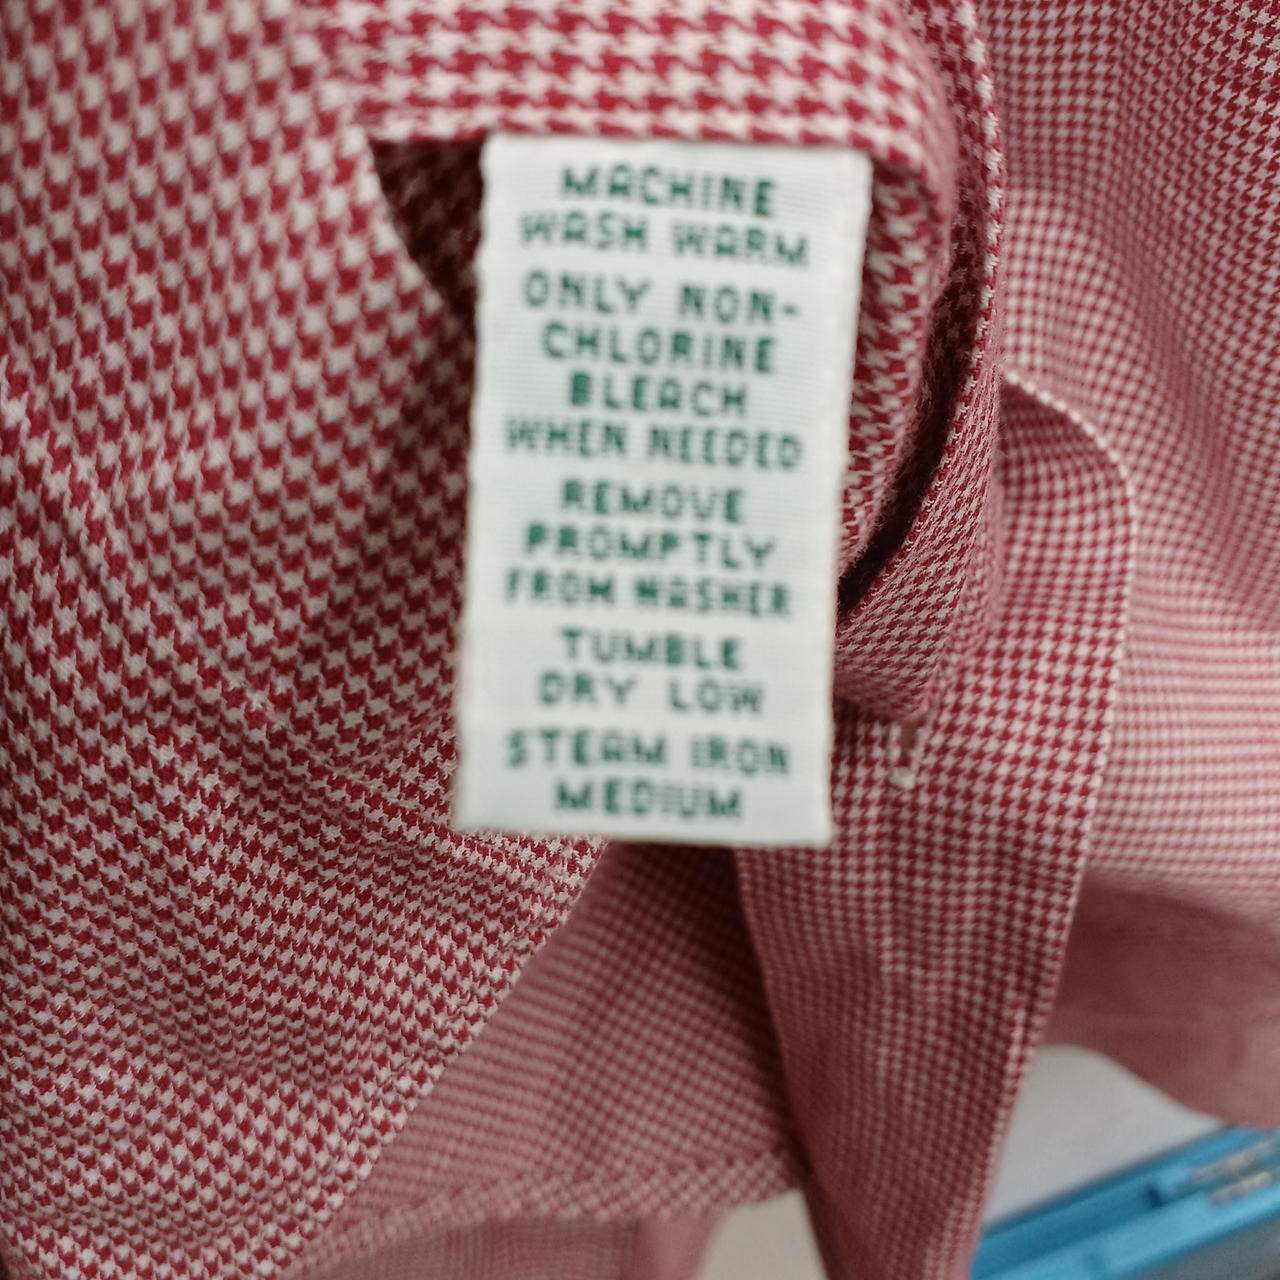 MACHINE
WASH WARM
ONLY NON-
CHLORINE
BLEACH
WHEN NEEDED
REMOVE
PROMPTLY
FROM WASHER
TUMBLE
DRY LOW
STEAM IRON
MEDIUM